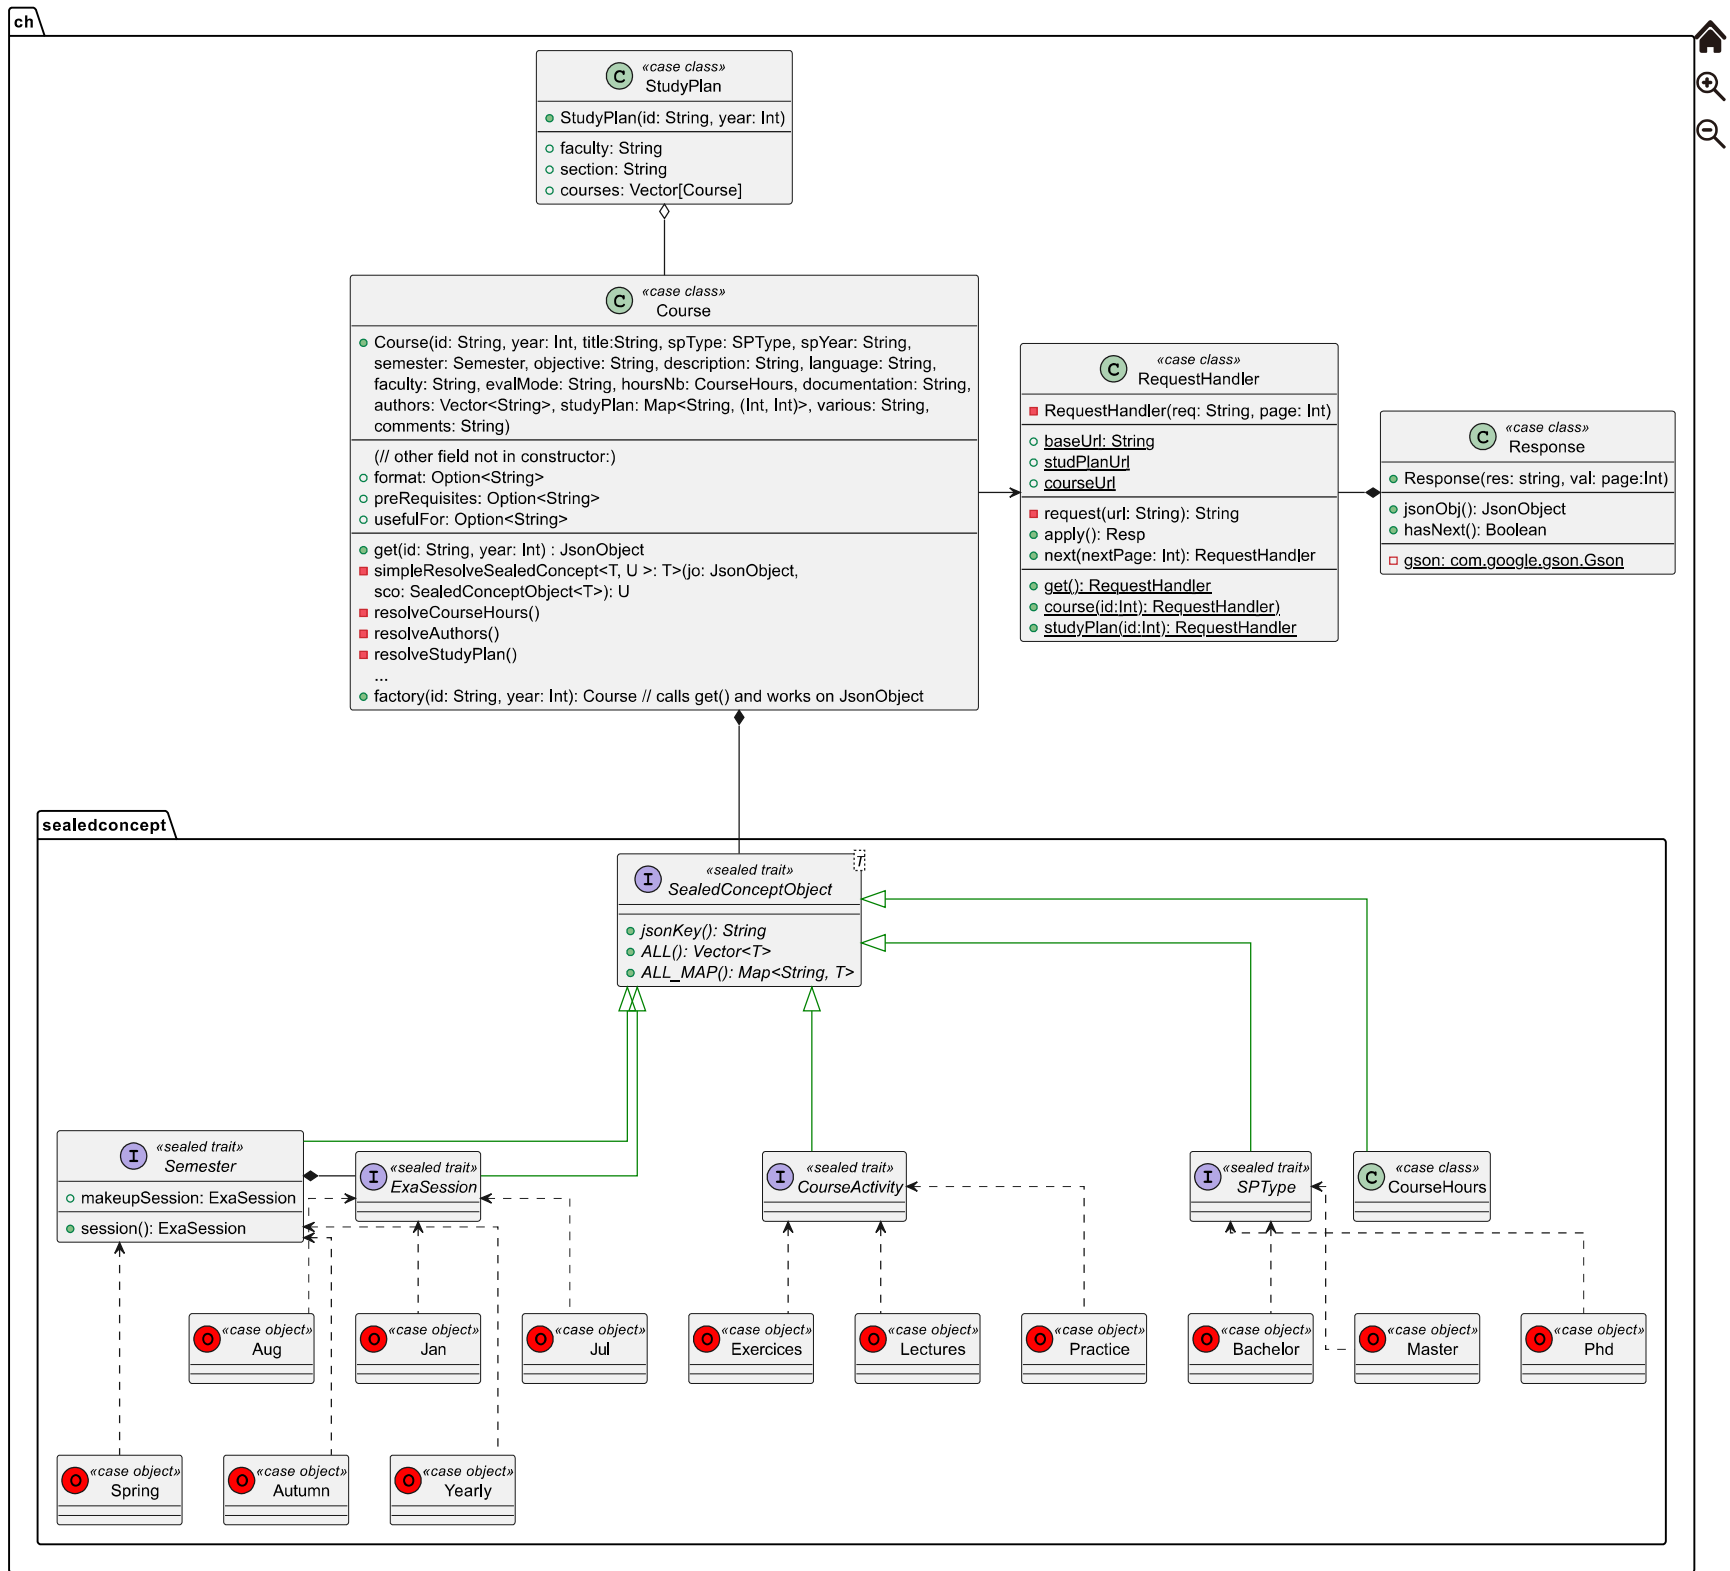 ch
«case class»
StudyPlan
StudyPlan(id: String, year: Int)
faculty: String
section: String
courses: Vector[Course]
«case class»
Course
Course(id: String, year: Int, title:String, spType: SPType, spYear: String,
semester: Semester, objective: String, description: String, language: String,
faculty: String, evalMode: String, hoursNb: CourseHours, documentation: String,
authors: Vector<String>, studyPlan: Map<String, (Int, Int)>, various: String,
comments: String)
(// other field not in constructor:)
format: Option<String>
preRequisites: Option<String>
usefulFor: Option<String>
get(id: String, year: Int) : JsonObject
simpleResolveSealedConcept<T, U >: T>(jo: JsonObject,
sco: SealedConceptObject<T>): U
resolveCourseHours()
resolveAuthors()
resolveStudyPlan()
...
factory(id: String, year: Int): Course // calls get() and works on JsonObject
«case class»
RequestHandler
RequestHandler(req: String, page: Int)
baseUrl: String
studPlanUrl
courseUrl
request(url: String): String
apply(): Resp
next(nextPage: Int): RequestHandler
get(): RequestHandler
course(id:Int): RequestHandler)
studyPlan(id:Int): RequestHandler
«case class»
Response
Response(res: string, val: page:Int)
jsonObj(): JsonObject
hasNext(): Boolean
gson: com.google.gson.Gson
sealedconcept
T
«sealed trait»
SealedConceptObject
jsonKey(): String
ALL(): Vector<T>
ALL_MAP(): Map<String, T>
«sealed trait»
Semester
makeupSession: ExaSession
session(): ExaSession
«sealed trait»
ExaSession
«sealed trait»
CourseActivity
«sealed trait»
SPType
«case class»
CourseHours
«case object»
Aug
«case object»
Jan
«case object»
Jul
«case object»
Exercices
«case object»
Lectures
«case object»
Practice
«case object»
Bachelor
«case object»
Master
«case object»
Phd
«case object»
Spring
«case object»
Autumn
«case object»
Yearly